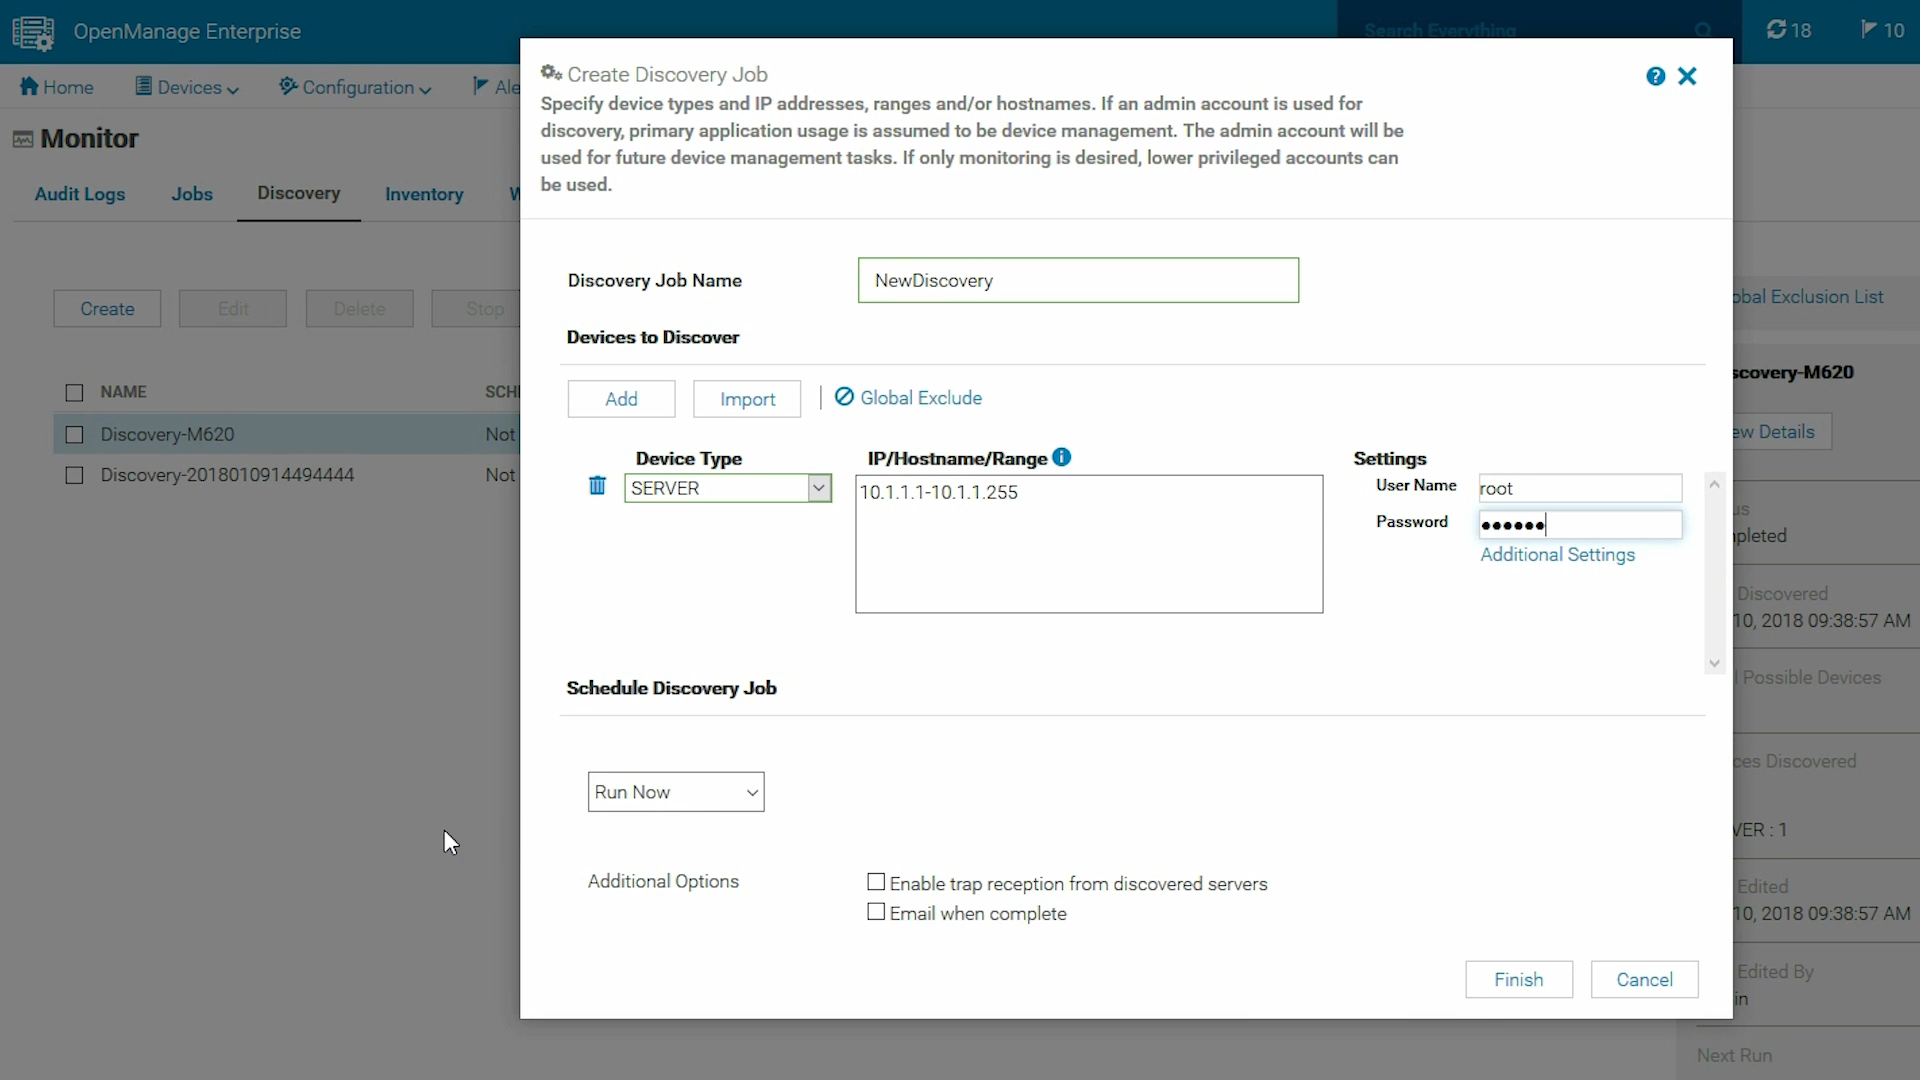 OpenManage Enterprise
Search Everything
18
10
Home
Devices
Configuration
Monitor
Audit Logs
Jobs
Discovery
Inventory
Create
Edit
Delete
Stop
NAME
Discovery-M620
Not
Discovery-2018010914494444
Not
Create Discovery Job
Specify device types and IP addresses, ranges and/or hostnames. If an admin account is used for
discovery, primary application usage is assumed to be device management. The admin account will be
used for future device management tasks. If only monitoring is desired, lower privileged accounts can
be used.
Discovery Job Name
NewDiscovery
Devices to Discover
Add
Import
Global Exclude
Device Type
IP/Hostname/Range
Settings
SERVER
10.1.1.1-10.1.1.255
User Name
root
Password
••••••
Additional Settings
Schedule Discovery Job
Run Now
Additional Options
Enable trap reception from discovered servers
Email when complete
Finish
Cancel
Exclusion List
scovery-M620
Details
Discovered
10, 2018 09:38:57 AM
Possible Devices
Discovered
VER : 1
Edited
10, 2018 09:38:57 AM
Edited By
Next Run